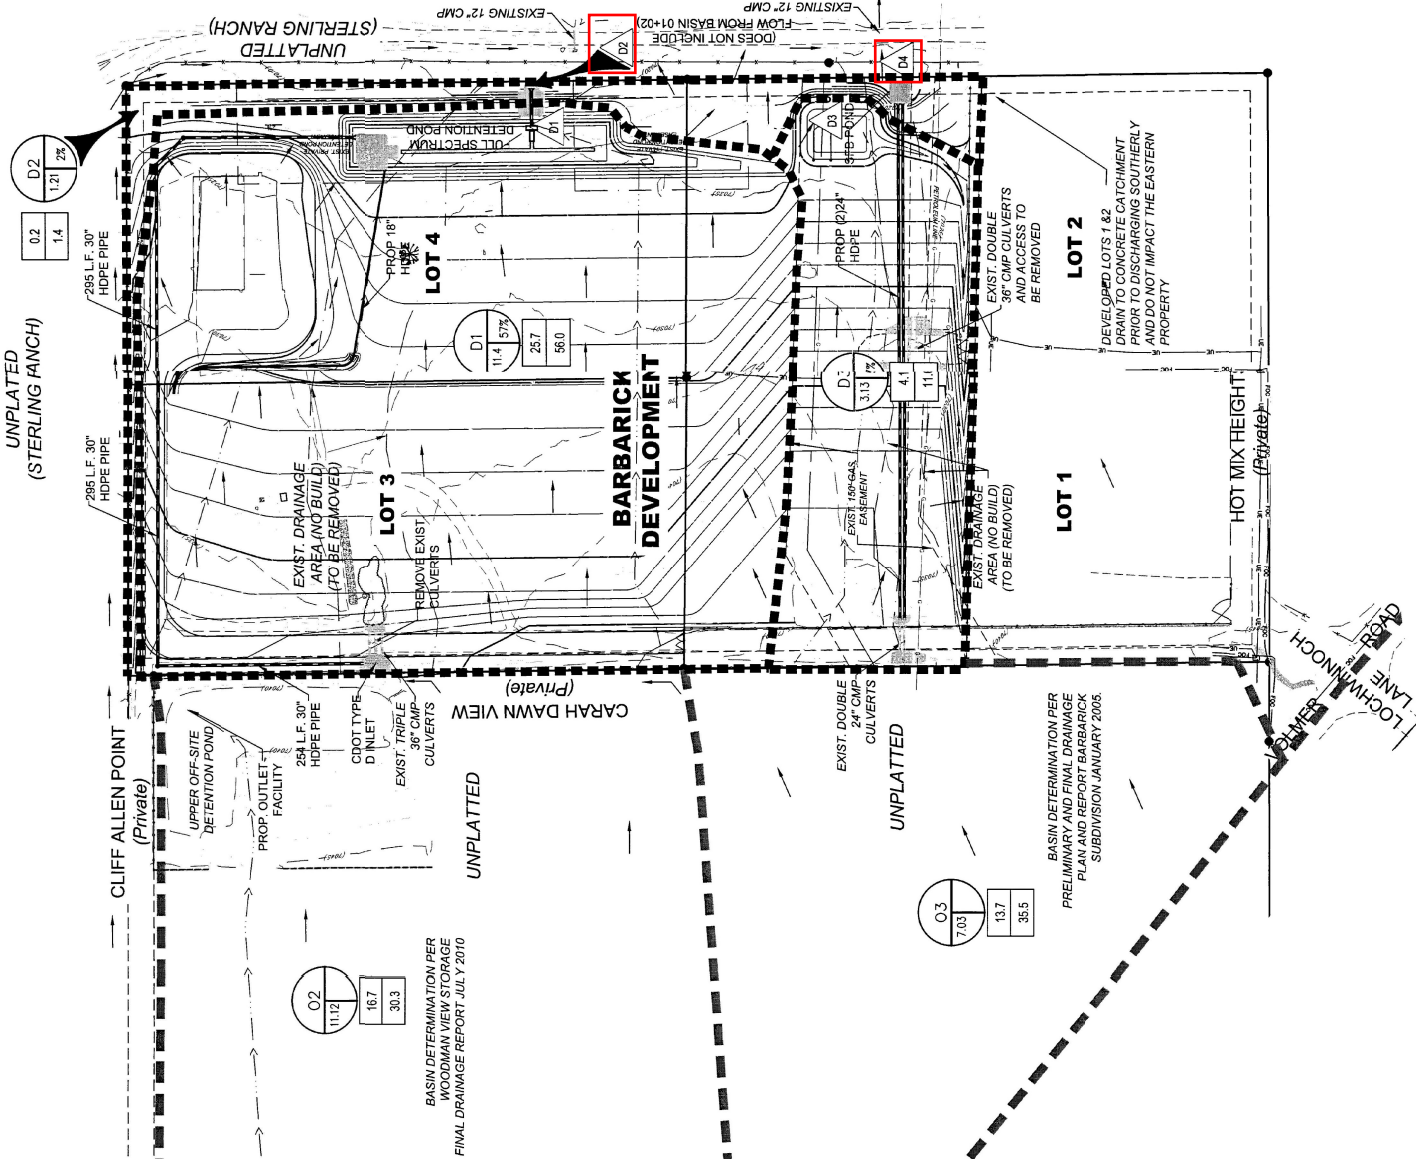 UNPLATTED
(STERLING RANCH)
EXISTING 12" CMP
D2
(DOES NOT INCLUDE
FLOW FROM BASIN 01+02)
EXISTING 12" CMP
D4
D2
1.21
2%
0.2
1.4
295 L.F. 30"
HDPE PIPE
UNPLATED
(STERLING RANCH)
295 L.F. 30"
HDPE PIPE
FULL SPECTRUM
DETENTION POND
D1
D3
STB POND
PROP. 18"
HDPE
LOT 4
D1
11.4
57%
25.7
56.0
BARBARICK
DEVELOPMENT
PROP (2)24"
HDPE
3.13
4.1
EXIST. DOUBLE
36" CMP CULVERTS
AND ACCESS TO
BE REMOVED
LOT 2
DEVELOPED LOTS 1 &2
DRAIN TO CONCRETE CATCHMENT
PRIOR TO DISCHARGING SOUTHERLY
AND DO NOT IMPACT THE EASTERN
PROPERTY
EXIST. DRAINAGE
AREA (NO BUILD)
(TO BE REMOVED)
LOT 3
REMOVE EXIST
CULVERTS
EXIST. 150' GAS
EASEMENT
EXIST. DRAINAGE
AREA (NO BUILD)
(TO BE REMOVED)
LOT 1
HOT MIX HEIGHT
(Private)
CLIFF ALLEN POINT
(Private)
UPPER OFF-SITE
DETENTION POND
PROP. OUTLET
FACILITY
254 L.F. 30"
HDPE PIPE
CDOT TYPE
D INLET
EXIST. TRIPLE
36" CMP
CULVERTS
CARAH DAWN VIEW
(Private)
UNPLATTED
EXIST. DOUBLE
24" CMP
CULVERTS
UNPLATTED
BASIN DETERMINATION PER
PRELIMINARY AND FINAL DRAINAGE
PLAN AND REPORT BARBARICK
SUBDIVISION JANUARY 2005.
VOLMER ROAD
LOCHWINNOCH
LANE
O3
7.03
13.7
35.5
O2
11.12
16.7
30.3
BASIN DETERMINATION PER
WOODMAN VIEW STORAGE
FINAL DRAINAGE REPORT JULY 2010